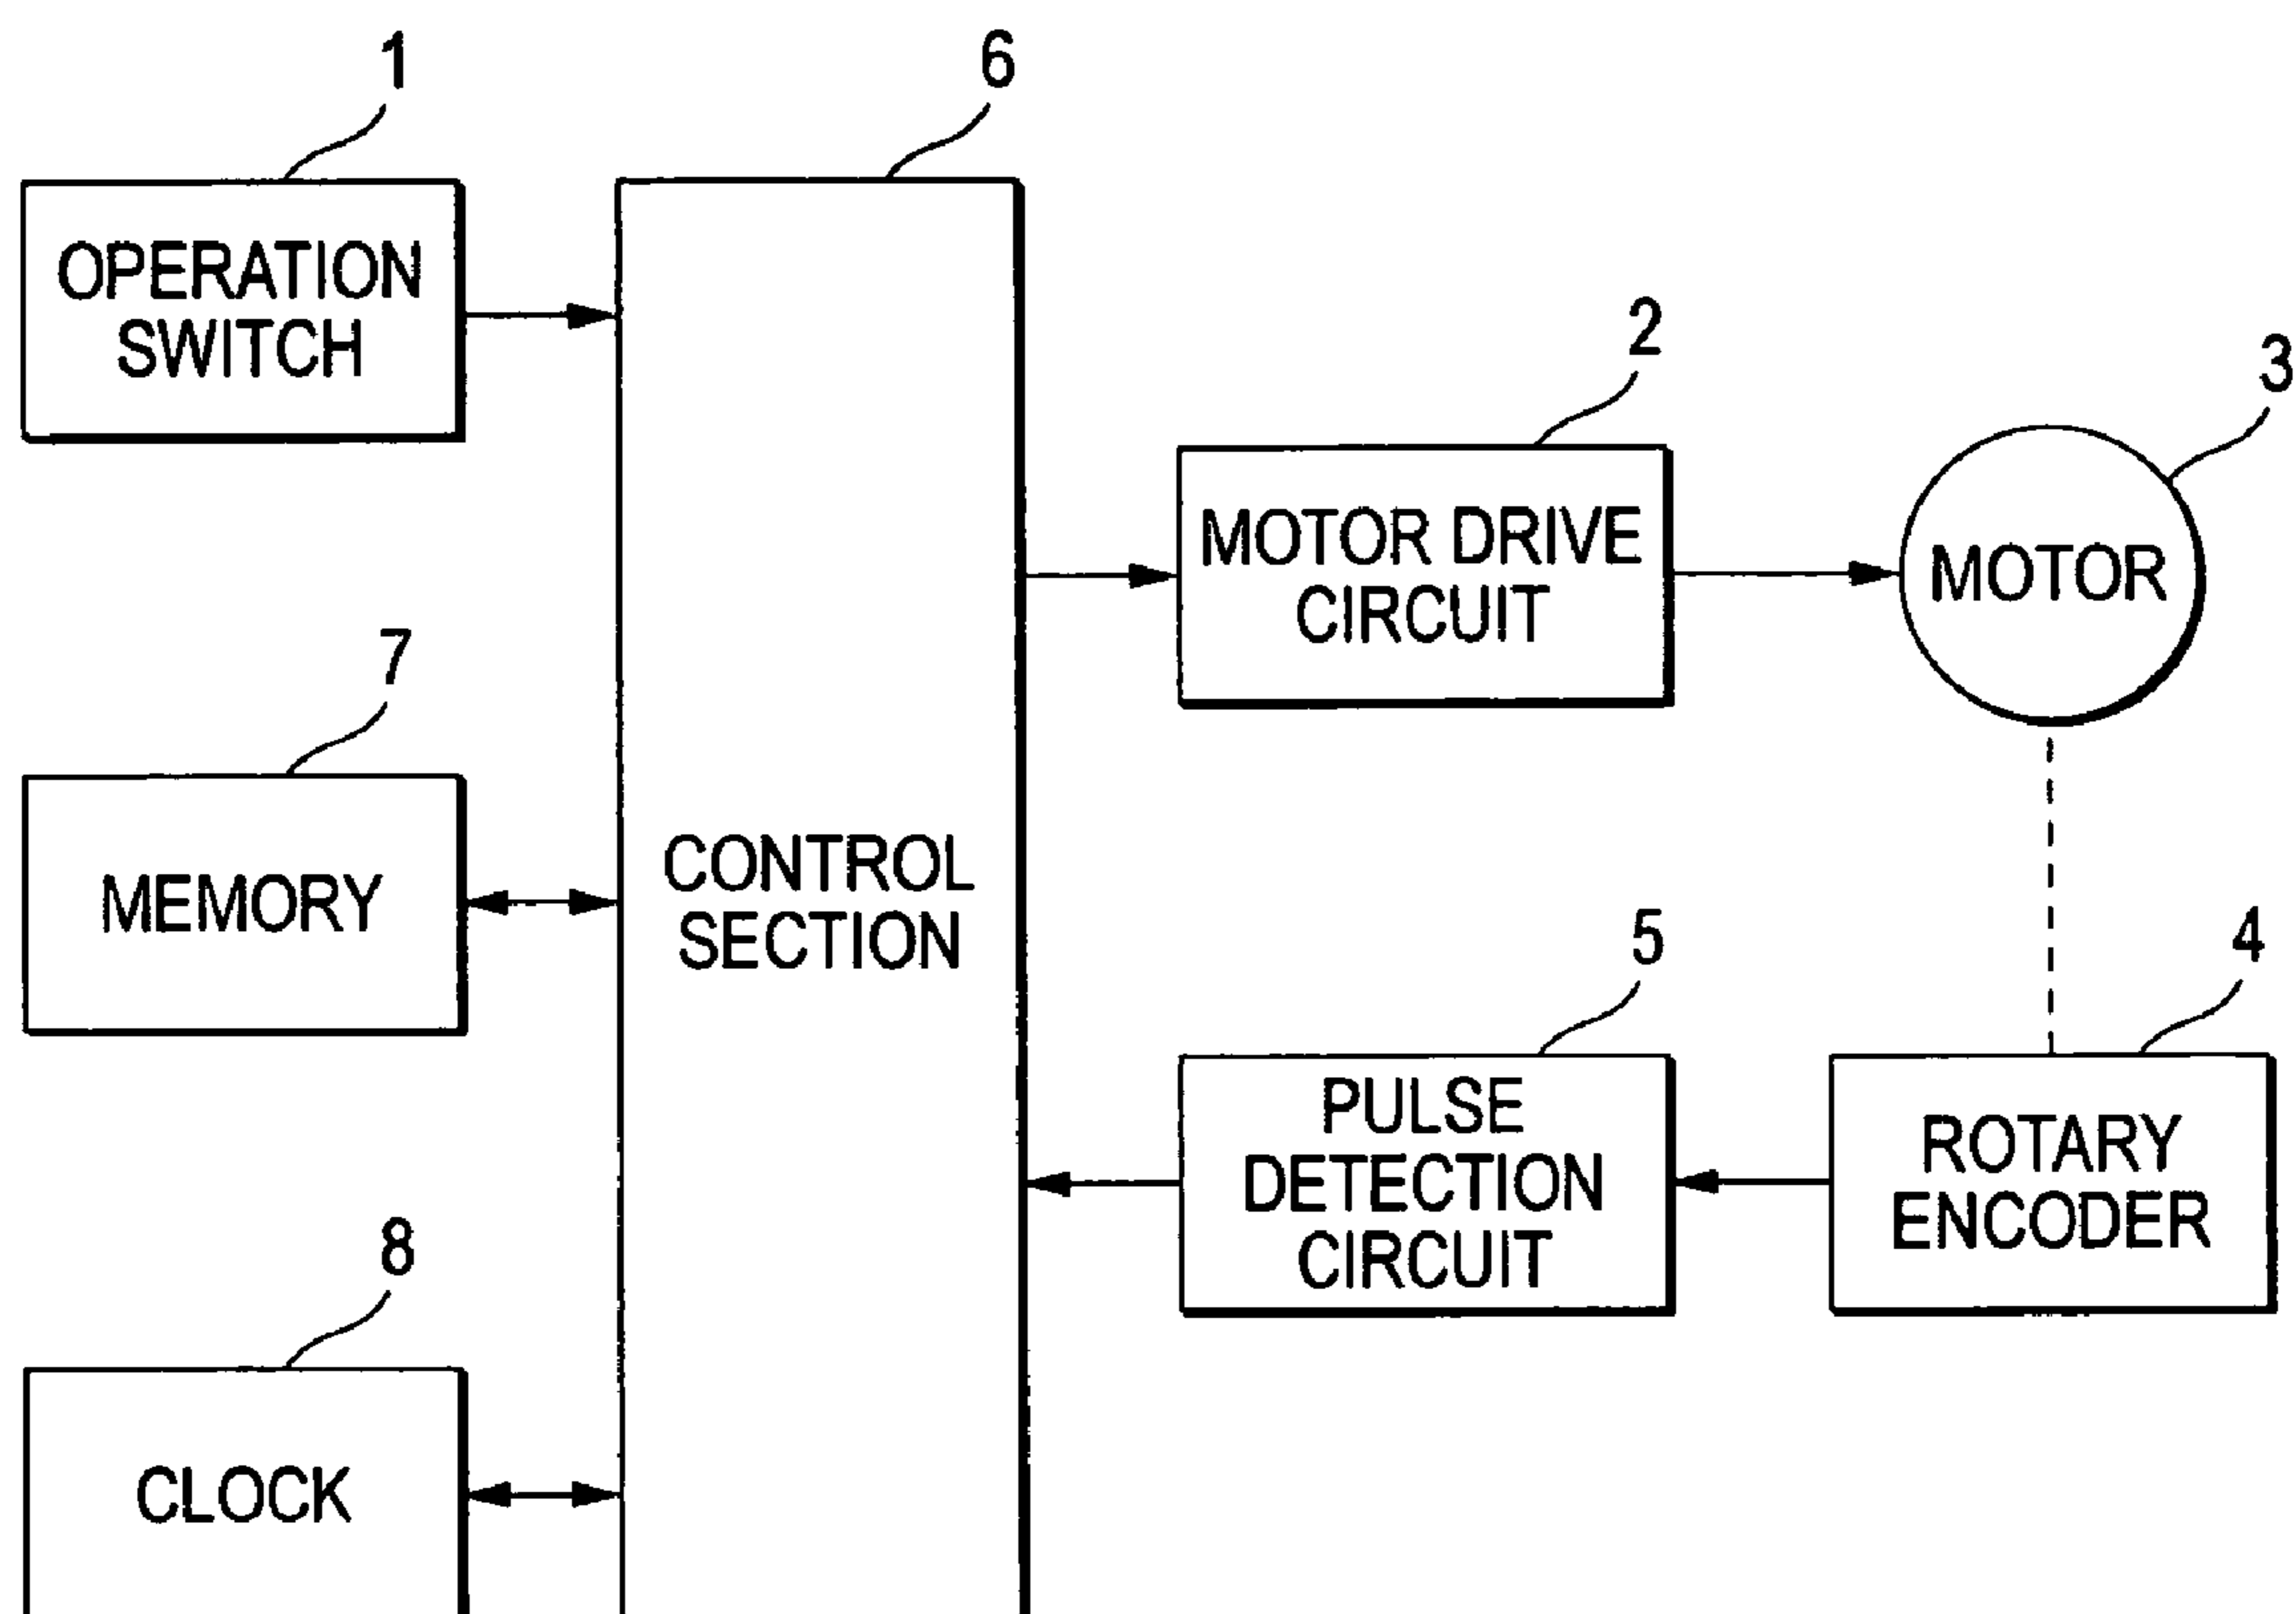 1
6
OPERATION
SWITCH
2
3
MOTOR DRIVE
CIRCUIT
MOTOR
7
MEMORY
CONTROL
SECTION
5
4
PULSE
DETECTION
CIRCUIT
ROTARY
ENCODER
8
CLOCK